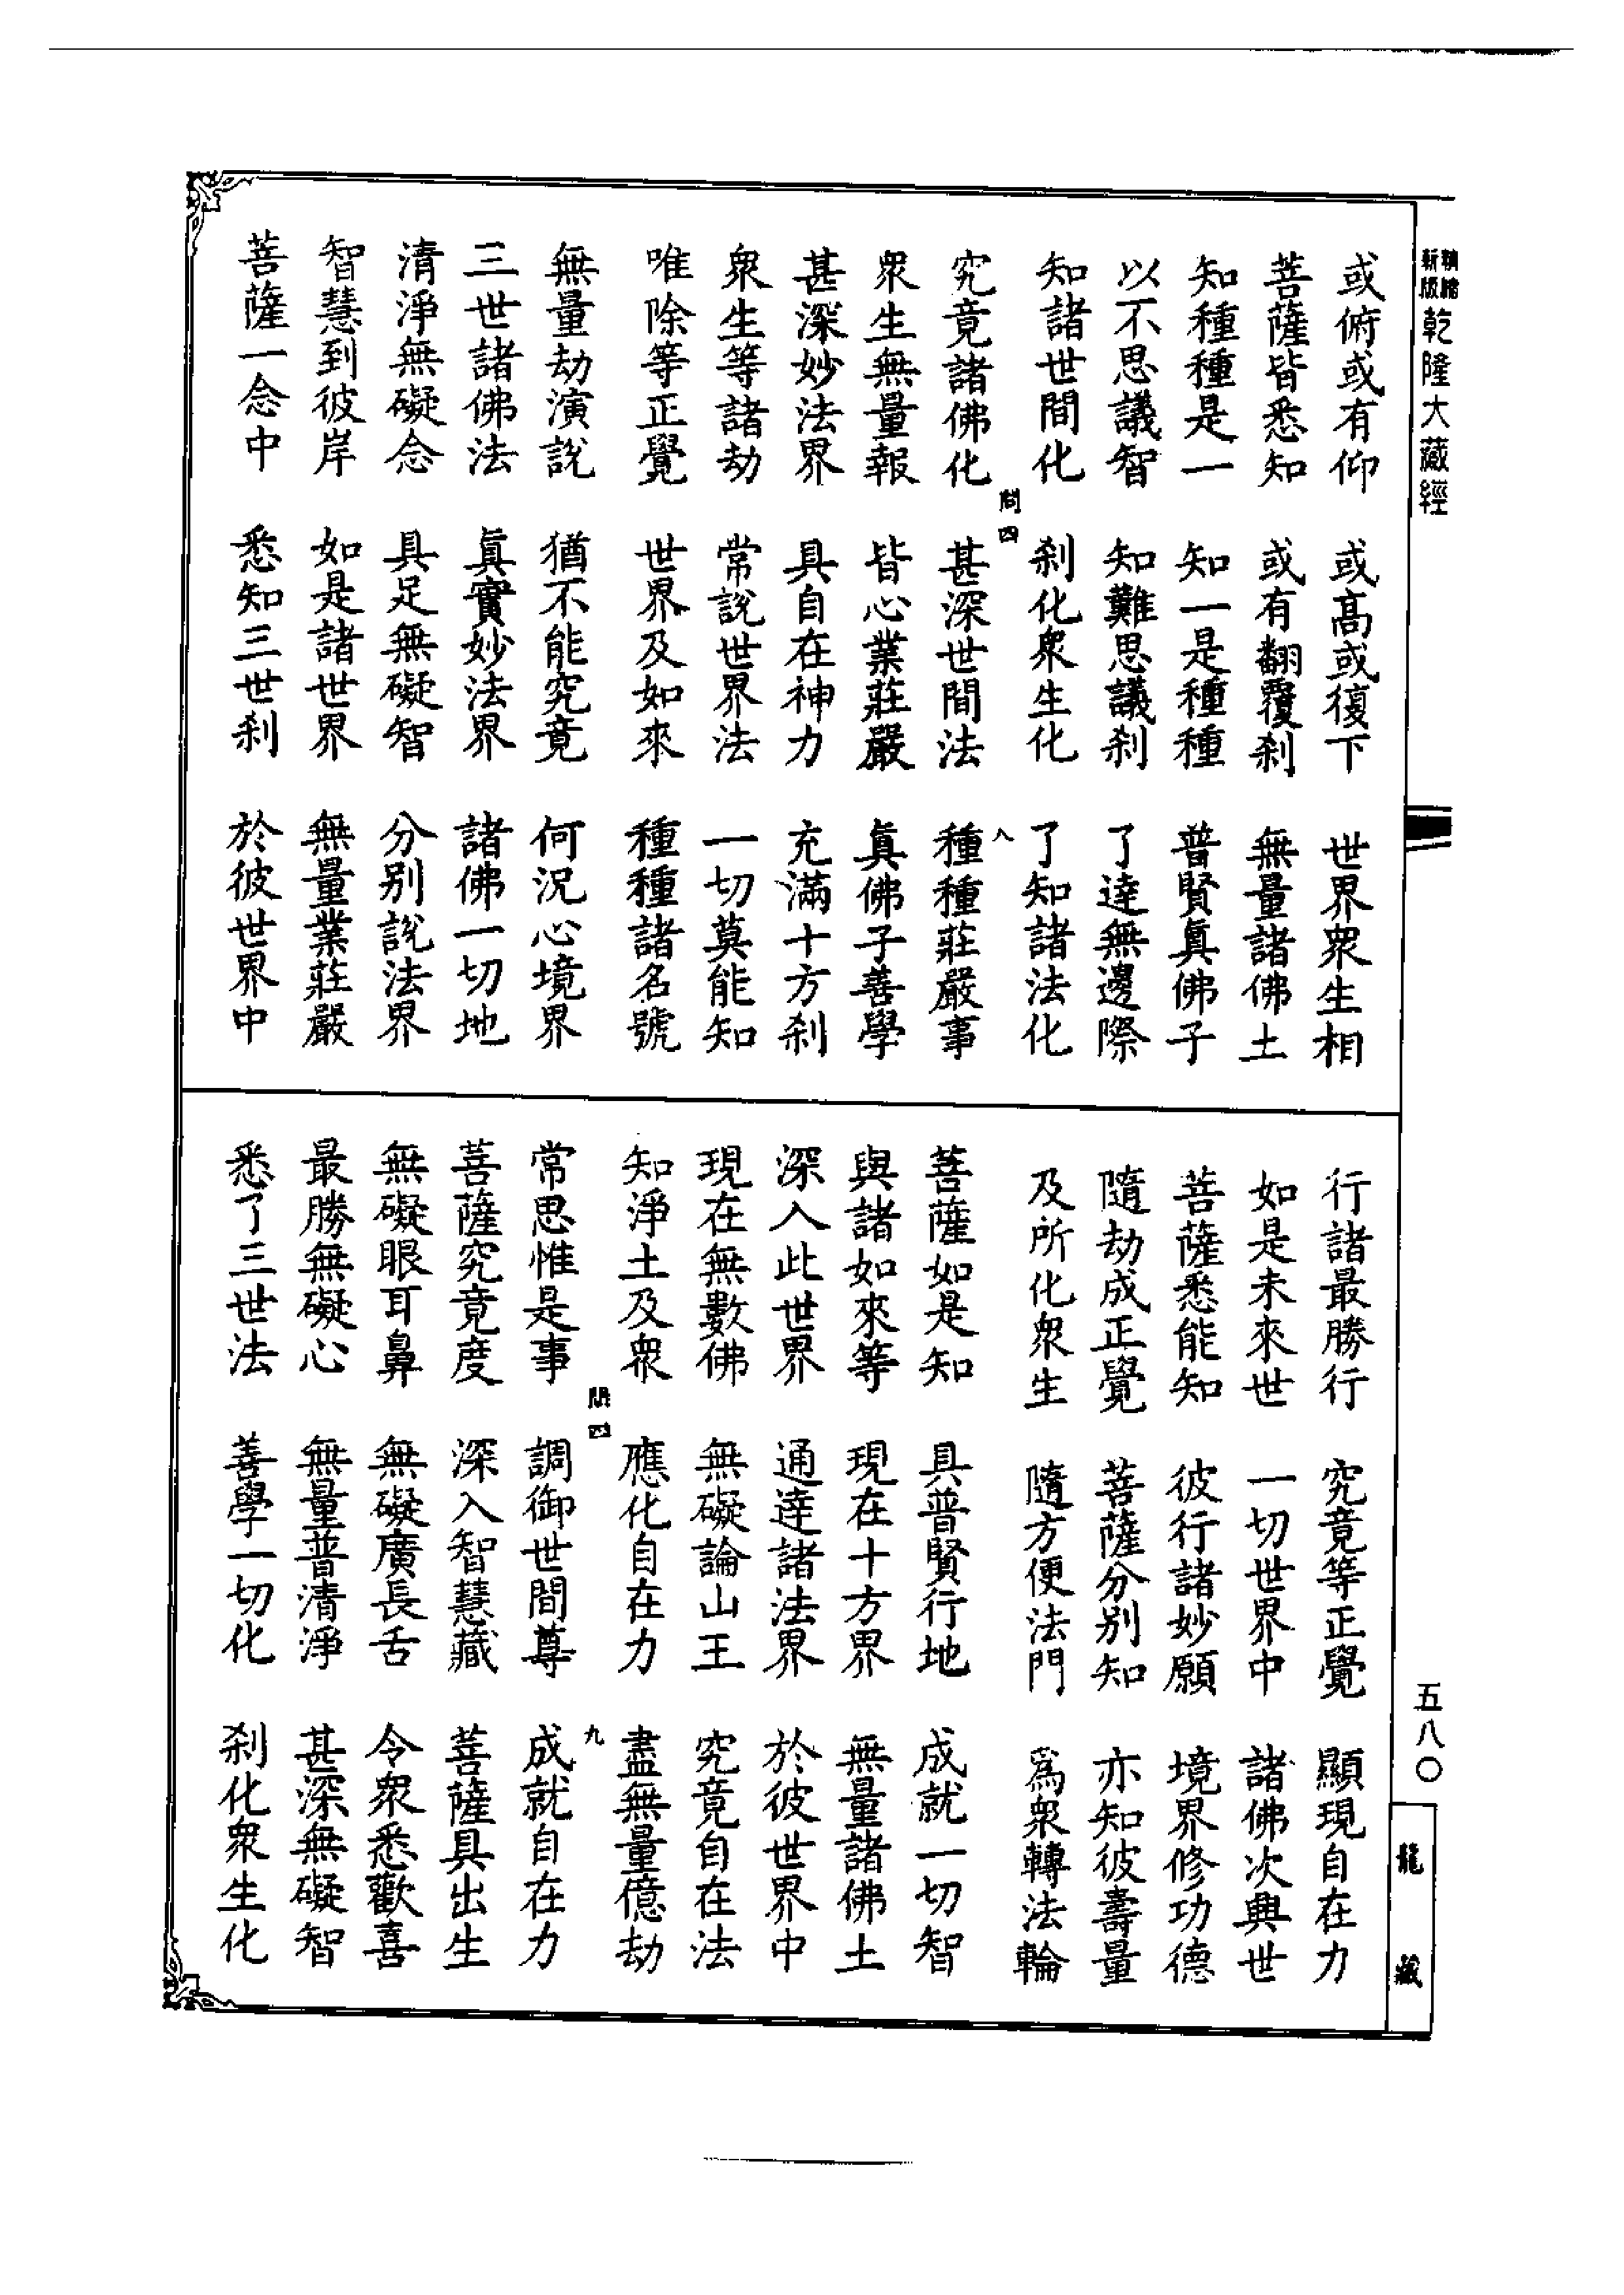 精縮
新版
乾隆大藏經
或俯或有仰　或高或復下　世界眾生相
菩薩皆悉知　或有翻覆剎　無量諸佛土
知種種是一　知一是種種　普賢眞佛子
以不思議智　知難思議剎　了達無邊際
知諸世間化　剎化眾生化　了知諸法化
問四　八
究竟諸佛化　甚深世間法　種種莊嚴事
眾生無量報　皆心業莊嚴　眞佛子善學
甚深妙法界　具自在神力　充滿十方剎
眾生等諸劫　常說世界法　一切莫能知
唯除等正覺　世界及如來　種種諸名號
無量劫演說　猶不能究竟　何況心境界
三世諸佛法　眞實妙法界　諸佛一切地
清淨無礙念　具足無礙智　分別說法界
智慧到彼岸　如是諸世界　無量業莊嚴
菩薩一念中　悉知三世剎　於彼世界中
行諸最勝行　究竟等正覺　顯現自在力
如是未來世　一切世界中　諸佛次興世
菩薩悉能知　彼行諸妙願　境界修功德
隨劫成正覺　菩薩分別知　亦知彼壽量
及所化眾生　隨方便法門　爲眾轉法輪
菩薩如是知　具普賢行地　成就一切智
與諸如來等　現在十方界　無量諸佛土
深入此世界　通達諸法界　於彼世界中
現在無數佛　無礙論山王　究竟自在法
知淨土及眾　應化自在力　盡無量億劫
問四　九
常思惟是事　調御世間尊　成就自在力
菩薩究竟度　深入智慧藏　菩薩具出生
無礙眼耳鼻　無礙廣長舌　令眾悉歡喜
最勝無礙心　無量普清淨　甚深無礙智
悉了三世法　善學一切化　剎化眾生化
五八〇
龍藏